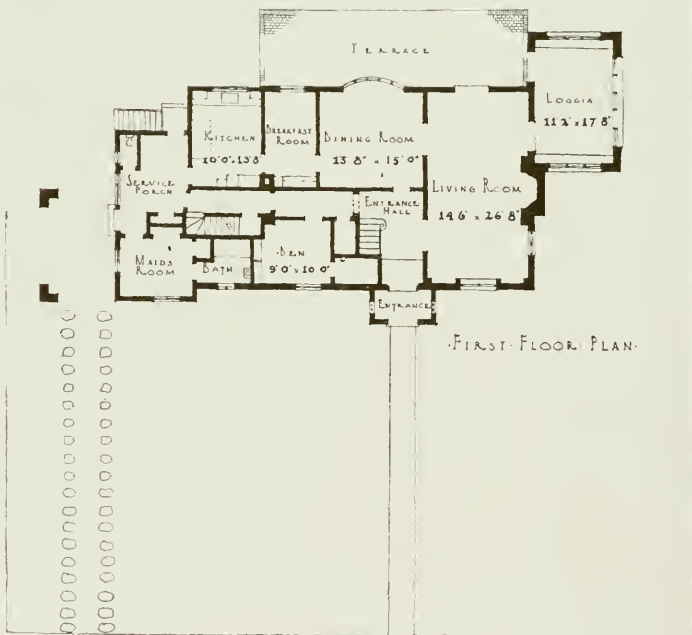 TERRACE
LOGGIA
11'2" x 17'8"
KITCHEN
10'0" x 13'8"
BREAKFAST
ROOM
DINING ROOM
13'8" x 15'0"
SERVICE
PORCH
ENTRANCE
HALL
LIVING ROOM
14'6" x 26'8"
MAIDS
ROOM
BATH
DEN
9'0" x 10'0"
ENTRANCE
·FIRST·FLOOR PLAN·